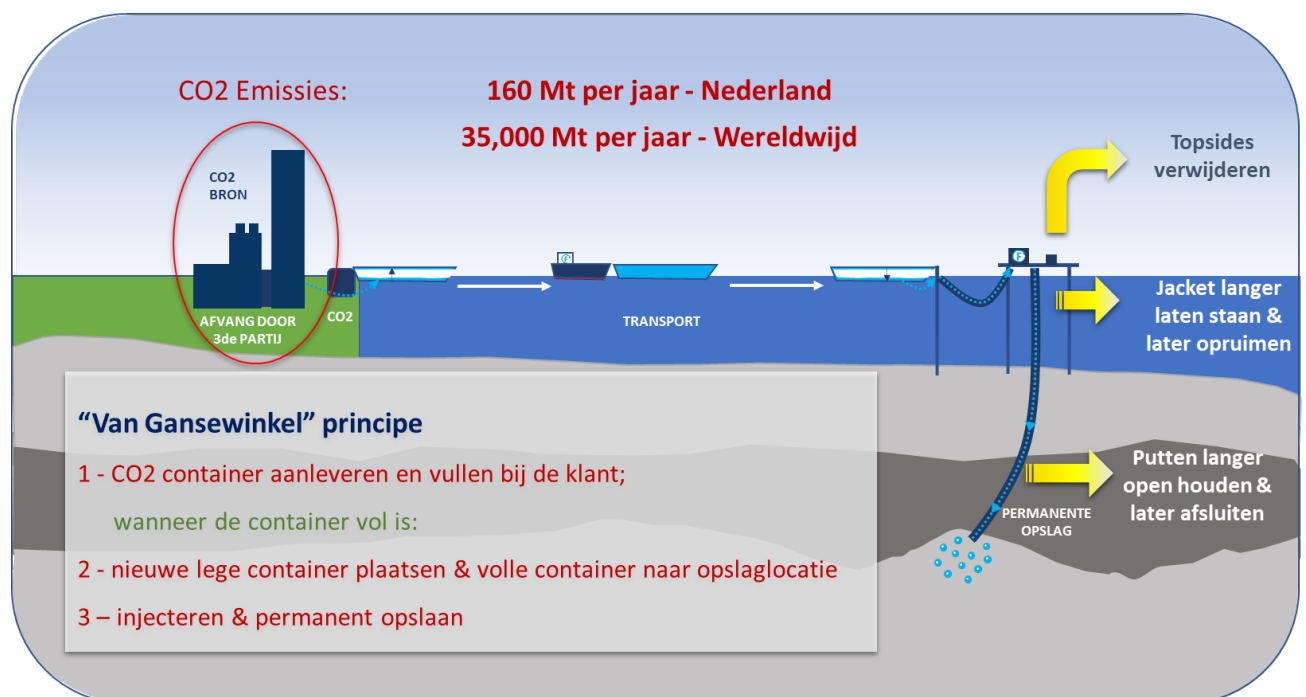 CO2 Emissies:
160 Mt per jaar - Nederland
35,000 Mt per jaar - Wereldwijd
Topsides
verwijderen
CO2
BRON
F
AFVANG DOOR
3de PARTIJ
CO2
TRANSPORT
Jacket langer
laten staan &
later opruimen
"Van Gansewinkel" principe
1 - CO2 container aanleveren en vullen bij de klant;
wanneer de container vol is:
2 - nieuwe lege container plaatsen & volle container naar opslaglocatie
3 – injecteren & permanent opslaan
Putten langer
open houden &
later afsluiten
PERMANENTE
OPSLAG